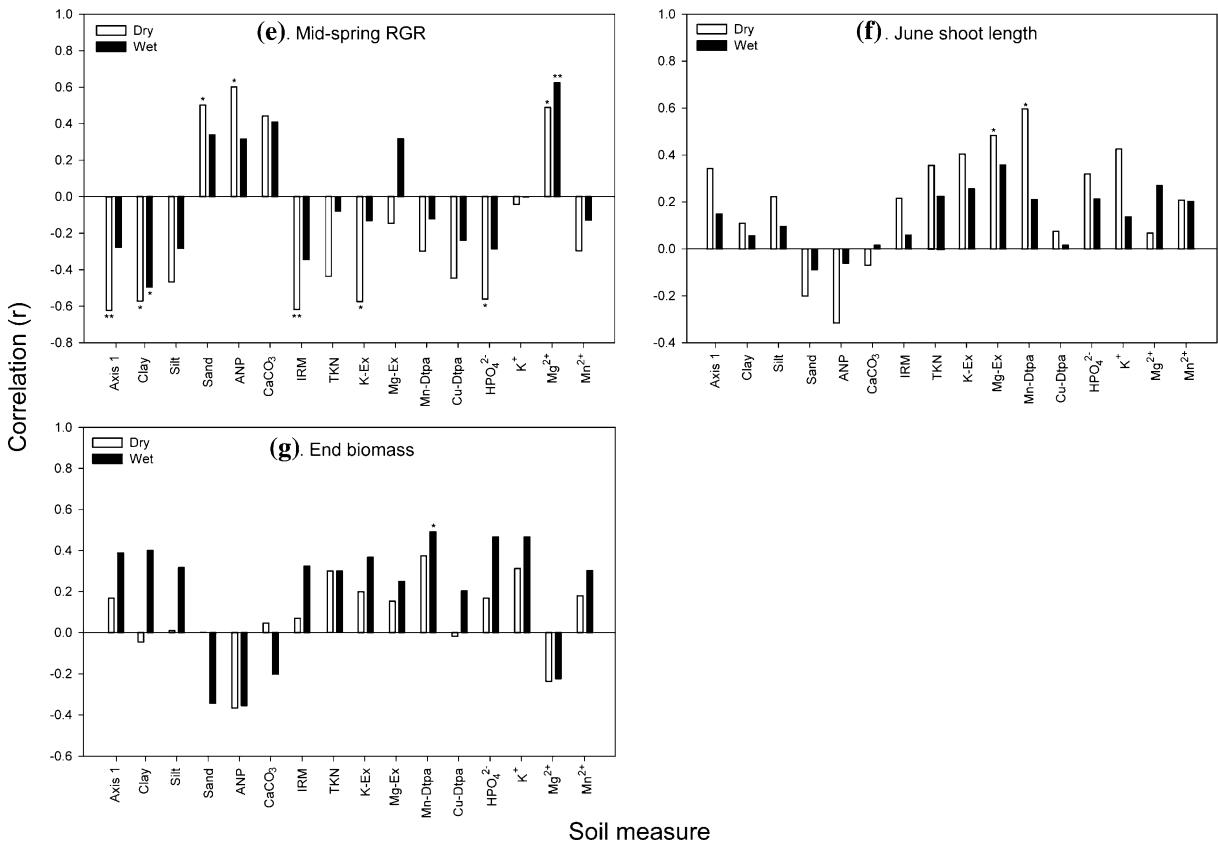 Correlation (r)
(e). Mid-spring RGR
Dry
Wet
1.0
0.8
0.6
0.4
0.2
0.0
-0.2
-0.4
-0.6
-0.8
* * **
* **
** * * ** * *
Axis 1 Clay Silt Sand ANP CaCO₃ IRM TKN K-Ex Mg-Ex Mn-Dtpa Cu-Dtpa HPO₄²⁻ K⁺ Mg²⁺ Mn²⁺
(f). June shoot length
Dry
Wet
1.0
0.8
0.6
0.4
0.2
0.0
-0.2
-0.4
* *
Axis 1 Clay Silt Sand ANP CaCO₃ IRM TKN K-Ex Mg-Ex Mn-Dtpa Cu-Dtpa HPO₄²⁻ K⁺ Mg²⁺ Mn²⁺
(g). End biomass
Dry
Wet
1.0
0.8
0.6
0.4
0.2
0.0
-0.2
-0.4
-0.6
*
Axis 1 Clay Silt Sand ANP CaCO₃ IRM TKN K-Ex Mg-Ex Mn-Dtpa Cu-Dtpa HPO₄²⁻ K⁺ Mg²⁺ Mn²⁺
Soil measure